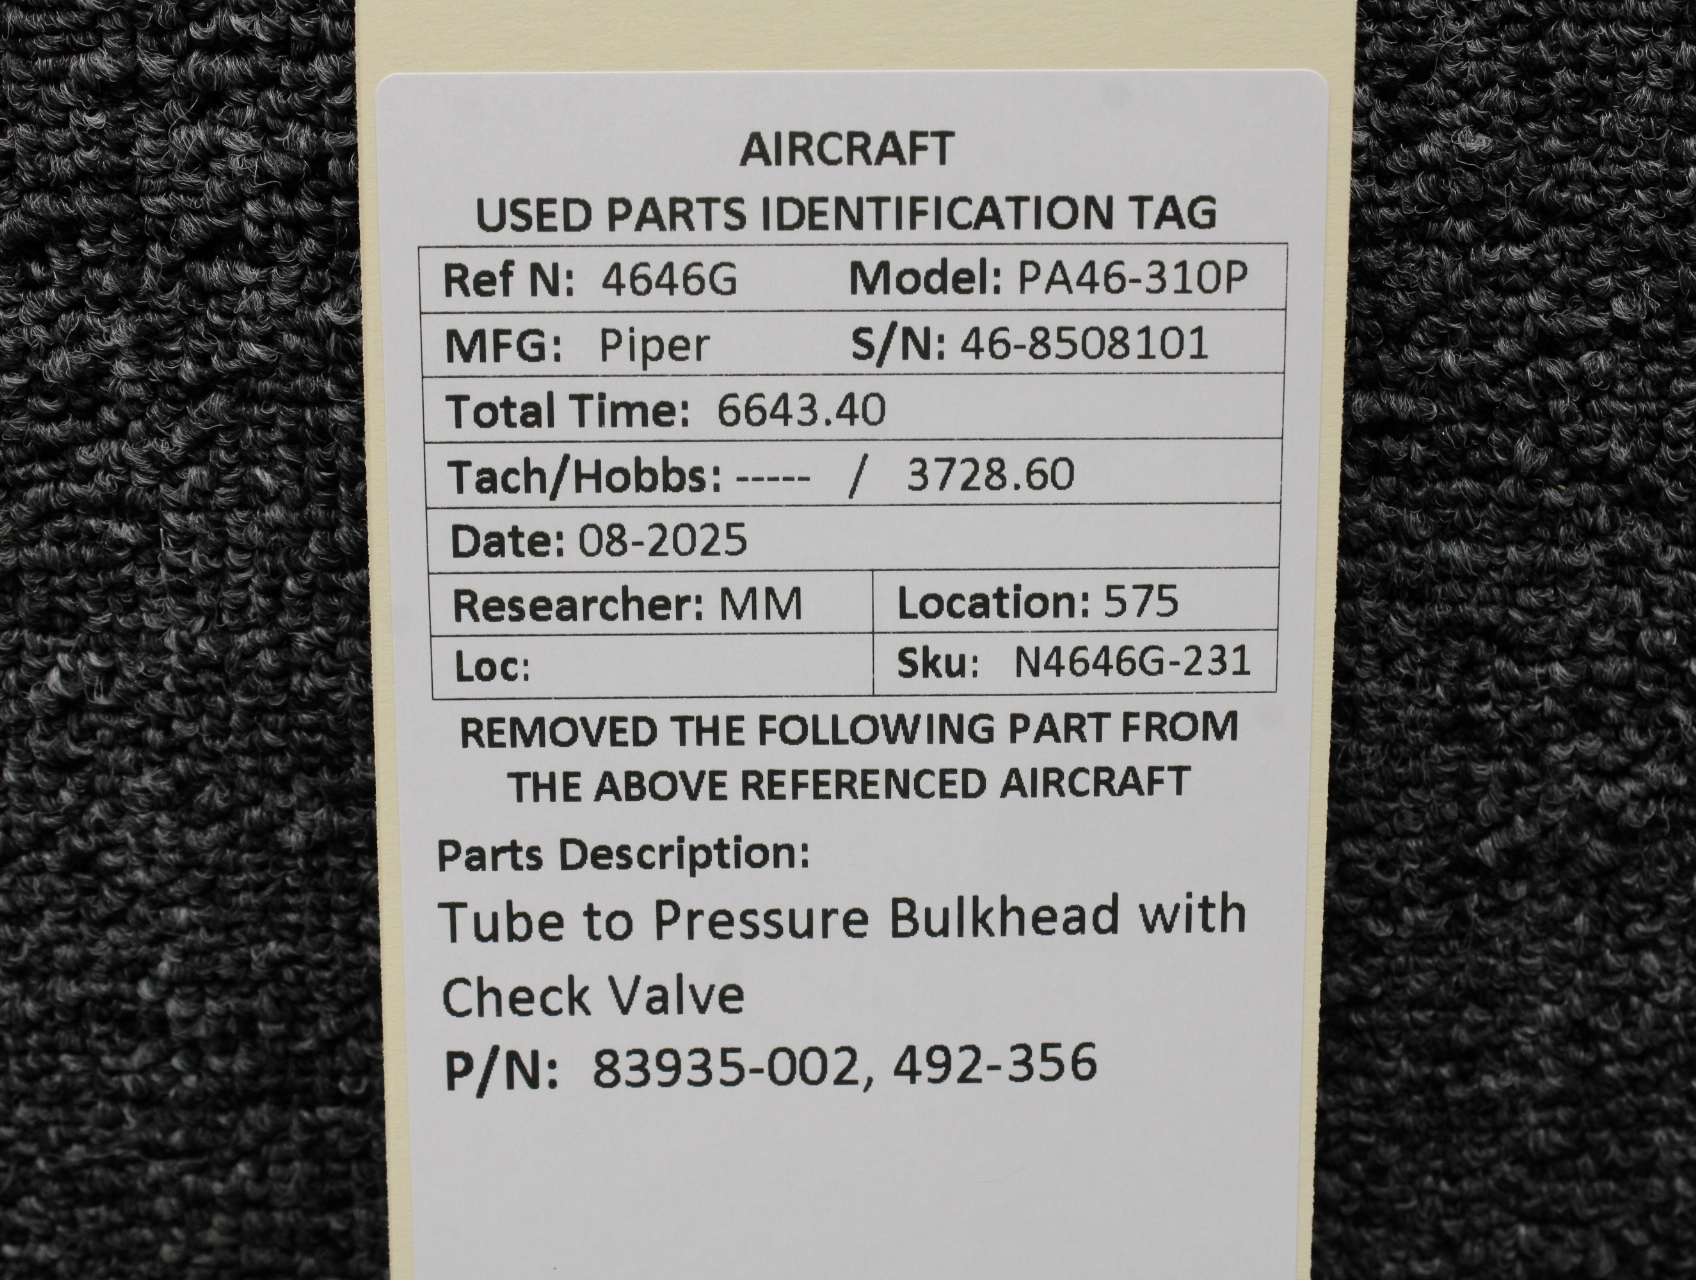 AIRCRAFT
USED PARTS IDENTIFICATION TAG
Ref N: 4646G Model: PA46-310P
MFG: Piper S/N: 46-8508101
Total Time: 6643.40
Tach/Hobbs: ----- / 3728.60
Date: 08-2025
Researcher: MM Location: 575
Loc: Sku: N4646G-231
REMOVED THE FOLLOWING PART FROM
THE ABOVE REFERENCED AIRCRAFT
Parts Description:
Tube to Pressure Bulkhead with
Check Valve
P/N: 83935-002, 492-356